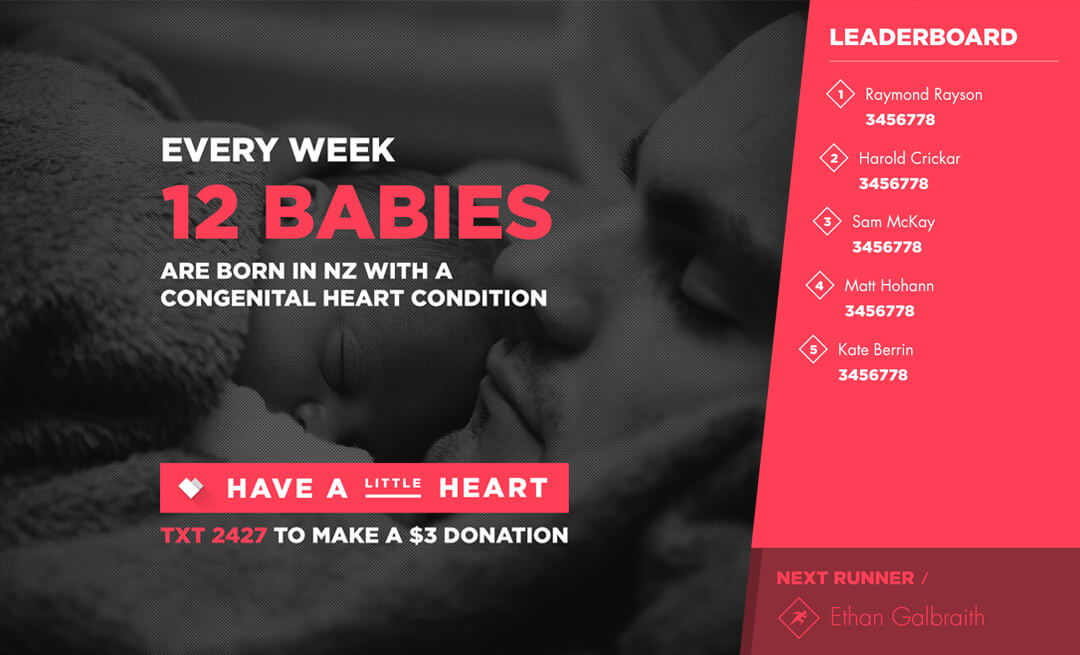 EVERY WEEK
12 BABIES
ARE BORN IN NZ WITH A
CONGENITAL HEART CONDITION
HAVE A LITTLE HEART
TXT 2427 TO MAKE A $3 DONATION
LEADERBOARD
1 Raymond Rayson
3456778
2 Harold Crickar
3456778
3 Sam McKay
3456778
4 Matt Hohann
3456778
5 Kate Berrin
3456778
NEXT RUNNER /
Ethan Galbraith